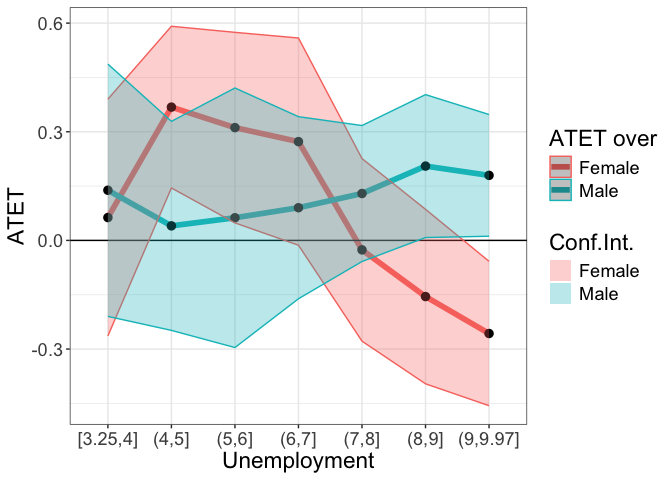 0.6
0.3
0.0
-0.3
ATET
[3.25,4] (4,5] (5,6] (6,7] (7,8] (8,9] (9,9.97]
Unemployment
ATET over
Female
Male
Conf.Int.
Female
Male